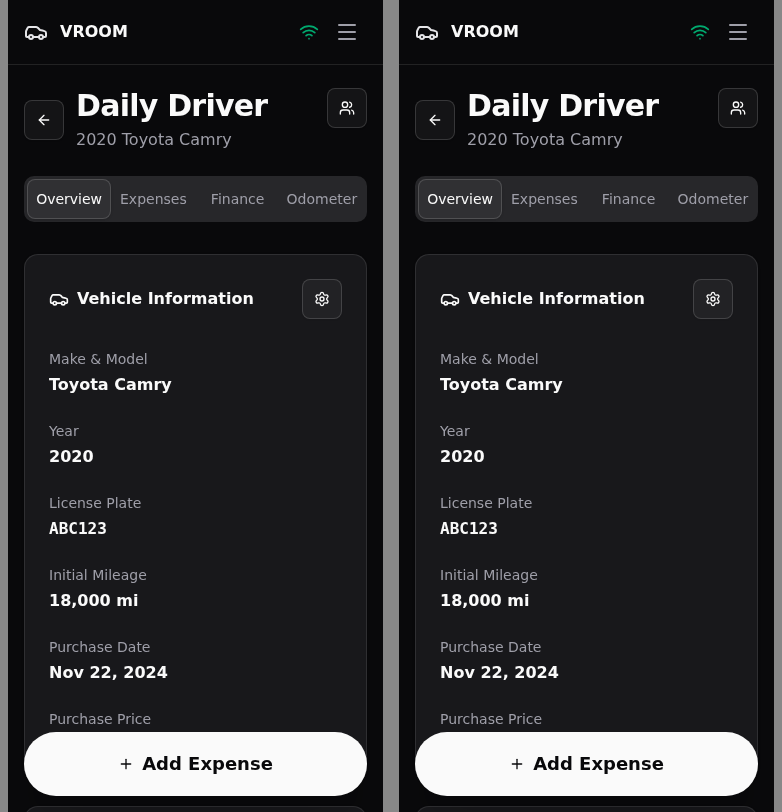 VROOM
Daily Driver
2020 Toyota Camry
Overview Expenses Finance Odometer
Vehicle Information
Make & Model
Toyota Camry
Year
2020
License Plate
ABC123
Initial Mileage
18,000 mi
Purchase Date
Nov 22, 2024
Purchase Price
+ Add Expense
VROOM
Daily Driver
2020 Toyota Camry
Overview Expenses Finance Odometer
Vehicle Information
Make & Model
Toyota Camry
Year
2020
License Plate
ABC123
Initial Mileage
18,000 mi
Purchase Date
Nov 22, 2024
Purchase Price
+ Add Expense